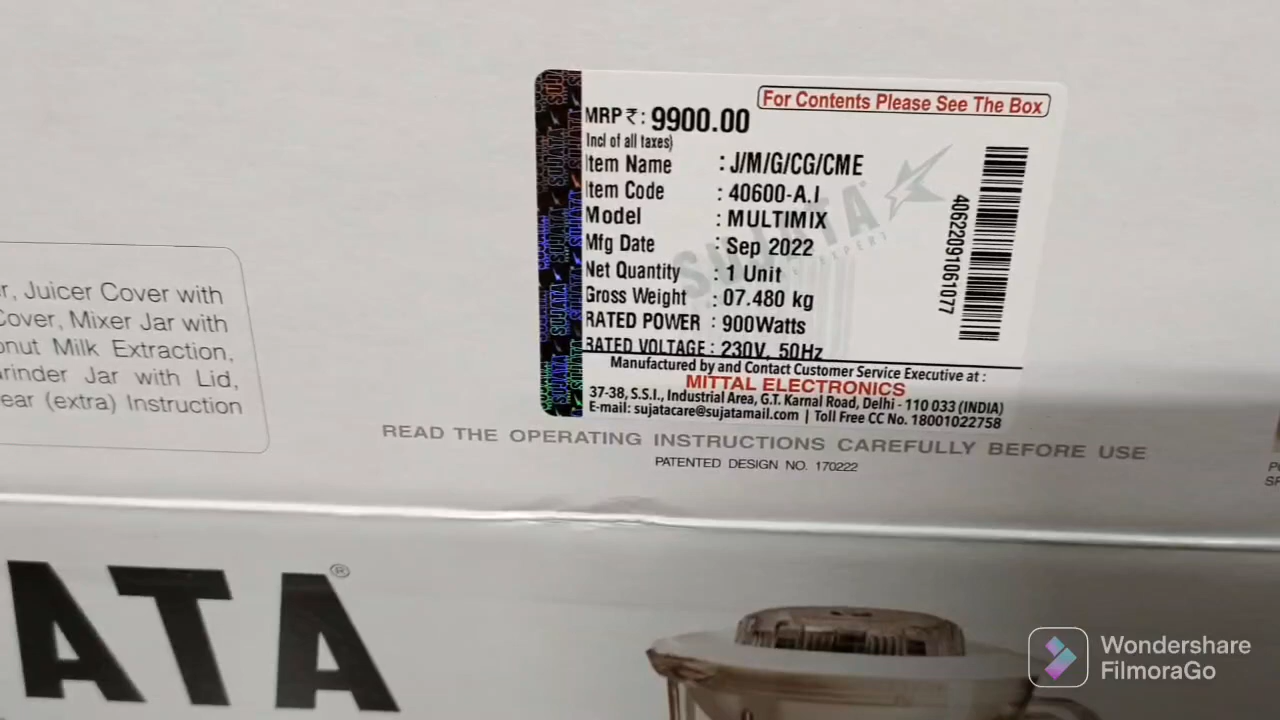 For Contents Please See The Box
MRP ₹: 9900.00
Incl of all taxes)
Item Name : J/M/G/CG/CME
Item Code : 40600-A.I
Model : MULTIMIX
Mfg Date : Sep 2022
Net Quantity : 1 Unit
Gross Weight : 07.480 kg
RATED POWER : 900Watts
RATED VOLTAGE : 230V, 50Hz
40622091061077
SUJATA
Manufactured by and Contact Customer Service Executive at :
MITTAL ELECTRONICS
37-38, S.S.I., Industrial Area, G.T. Karnal Road, Delhi - 110 033 (INDIA)
E-mail: sujatacare@sujatamail.com | Toll Free CC No. 18001022758
r, Juicer Cover with
Cover, Mixer Jar with
onut Milk Extraction,
rinder Jar with Lid,
ear (extra) Instruction
READ THE OPERATING INSTRUCTIONS CAREFULLY BEFORE USE
PATENTED DESIGN NO. 170222
ATA®
Wondershare
FilmoraGo